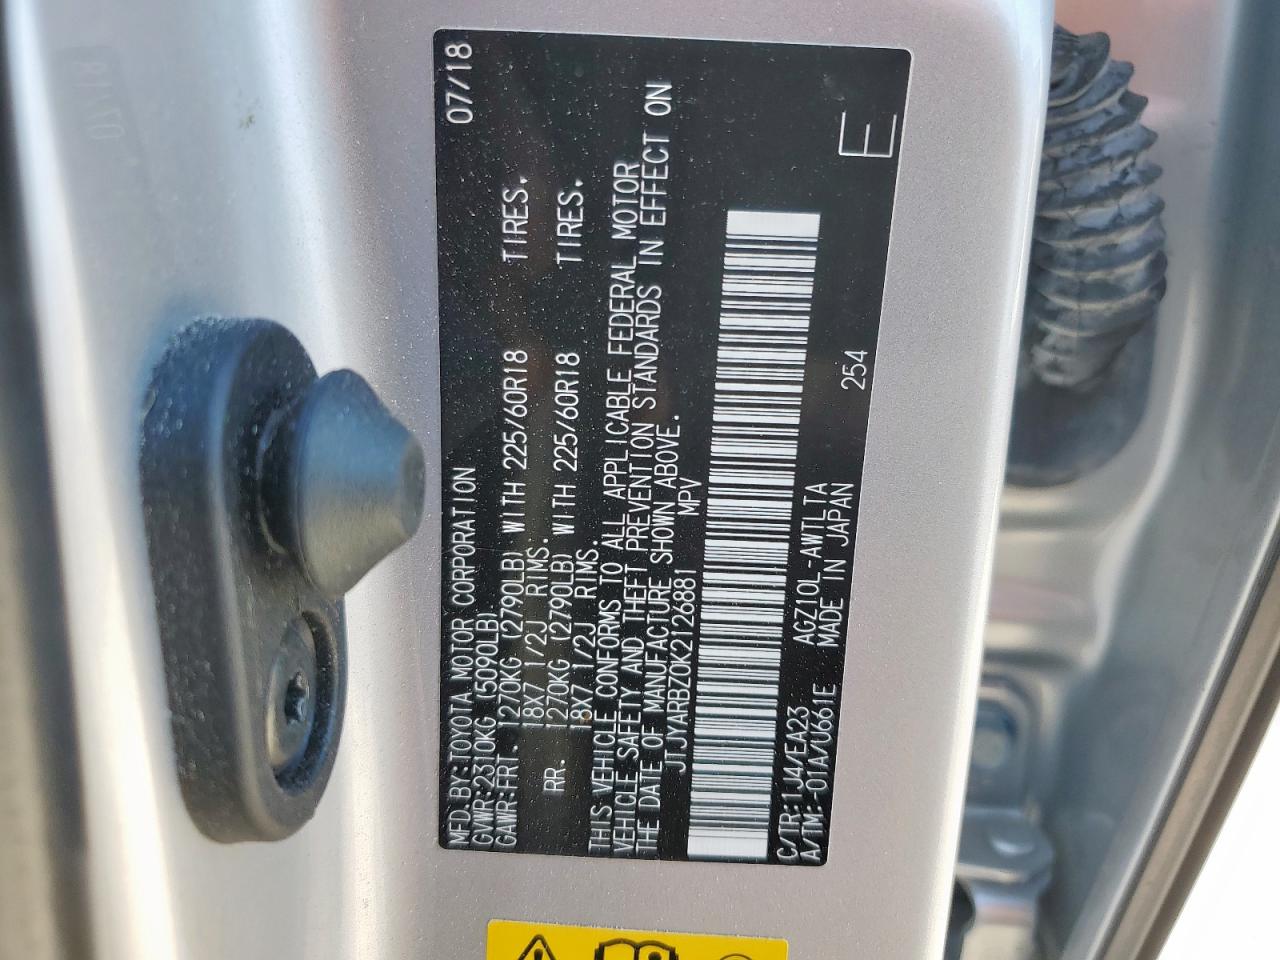 MFD.BY:TOYOTA MOTOR CORPORATION 07/18
GVWR:2310KG (5090LB)
GAWR:FRT. 1270KG (2790LB) WITH 225/60R18 TIRES.
18X7 1/2J RIMS.
RR. 1270KG (2790LB) WITH 225/60R18 TIRES.
18X7 1/2J RIMS.
THIS VEHICLE CONFORMS TO ALL APPLICABLE FEDERAL MOTOR
VEHICLE SAFETY AND THEFT PREVENTION STANDARDS IN EFFECT ON
THE DATE OF MANUFACTURE SHOWN ABOVE.
JTJYARBZ0K2126881 MPV
C/TR:1J4/EA23 AGZ10L-AWTLTA 254
A/TM:-01A/U661E MADE IN JAPAN E